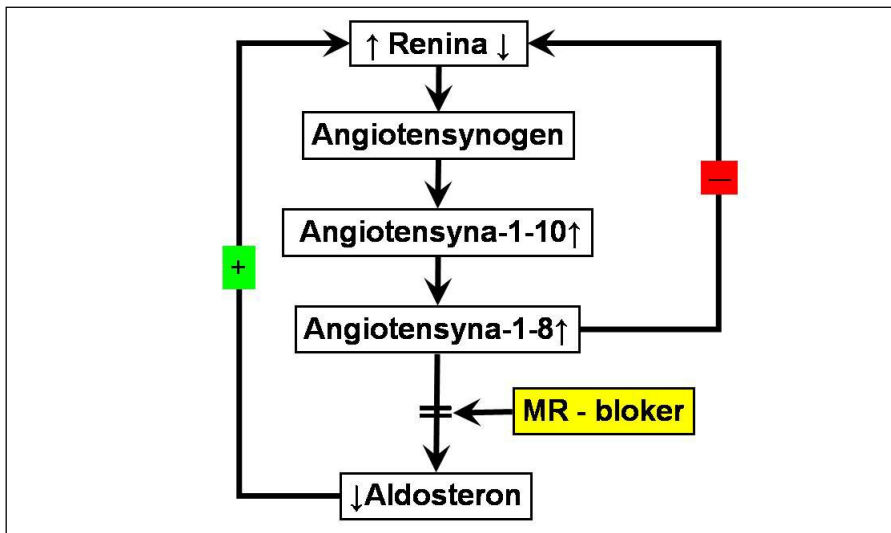 ↑ Renina ↓
Angiotensynogen
—
Angiotensyna-1-10↑
+
Angiotensyna-1-8↑
MR - bloker
↓Aldosteron